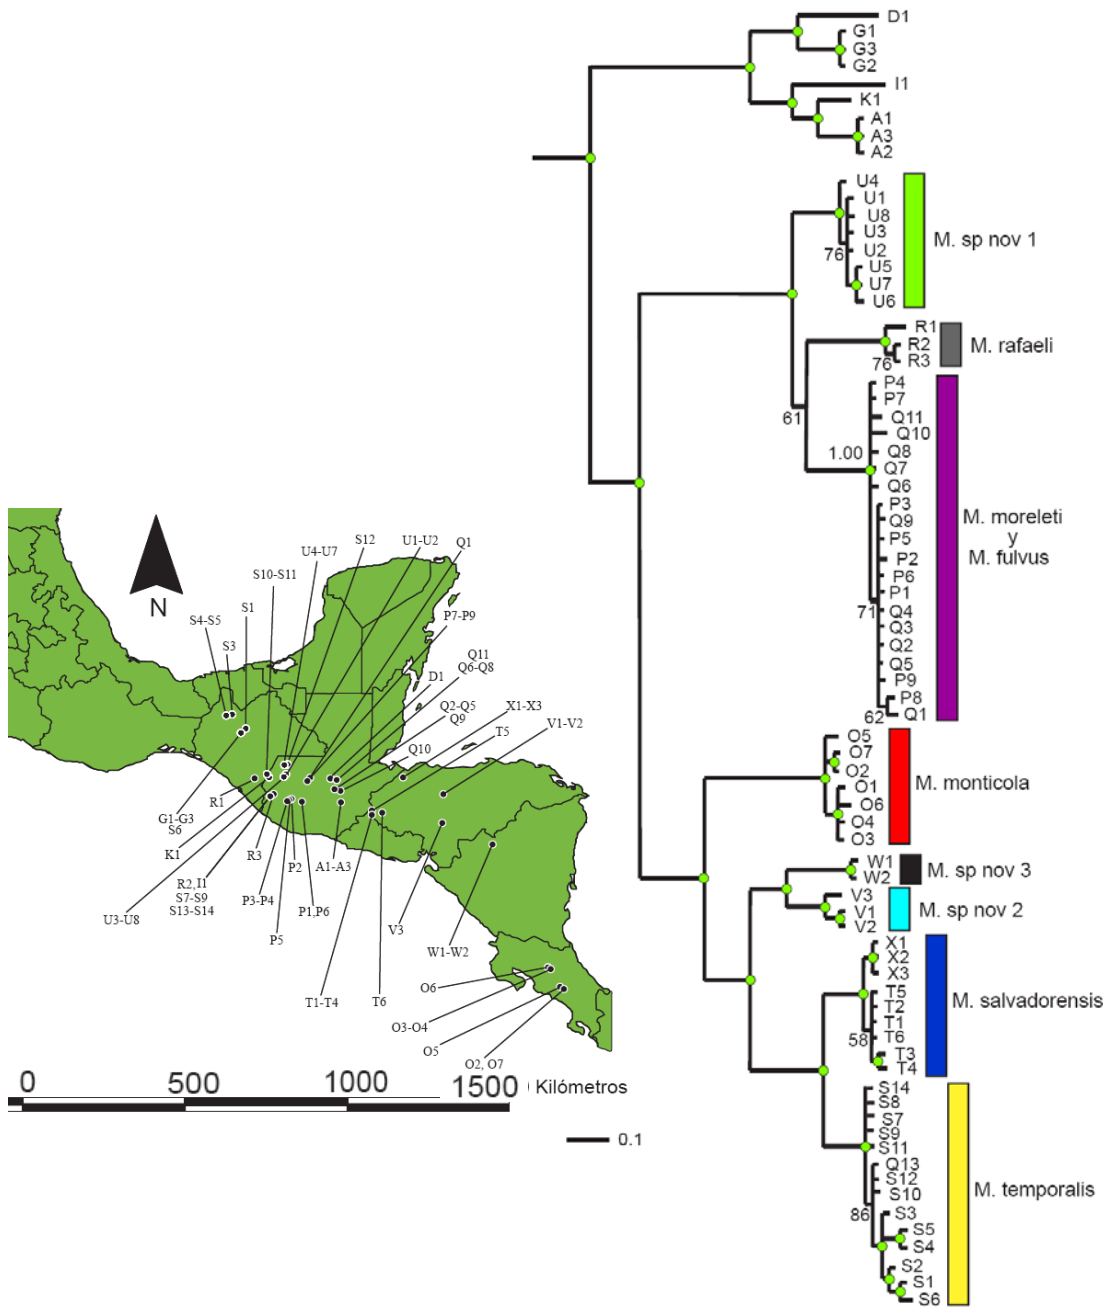 D1
G1
G3
G2
I1
K1
A1
A3
A2
U4
U1
U8
U3
U2
76
U5
U7
U6
M. sp nov 1
R1
R2
R3
76
M. rafaeli
61
P4
P7
Q11
Q10
1.00
Q8
Q7
Q6
P3
Q9
P5
P2
P6
P1
71
Q4
Q3
Q2
Q5
P9
P8
62
Q1
M. moreleti
y
M. fulvus
O5
O7
O2
O1
O6
O4
O3
M. monticola
W1
W2
M. sp nov 3
V3
V1
V2
M. sp nov 2
X1
X2
X3
T5
T2
T1
58
T6
T3
T4
M. salvadorensis
S14
S8
S7
S9
S11
Q13
S12
S10
86
S3
S5
S4
S2
S1
S6
M. temporalis
N
S12
U1-U2
Q1
U4-U7
S10-S11
S1
S4-S5
S3
P7-P9
Q11
Q6-Q8
D1
Q2-Q5
Q9
X1-X3
T5
V1-V2
Q10
R1
G1-G3
S6
K1
R3
P2
A1-A3
R2,I1
S7-S9
S13-S14
P3-P4
P1,P6
U3-U8
P5
V3
W1-W2
T1-T4
T6
O6
O3-O4
O5
O2, O7
0 500 1000 1500 Kilómetros
0.1